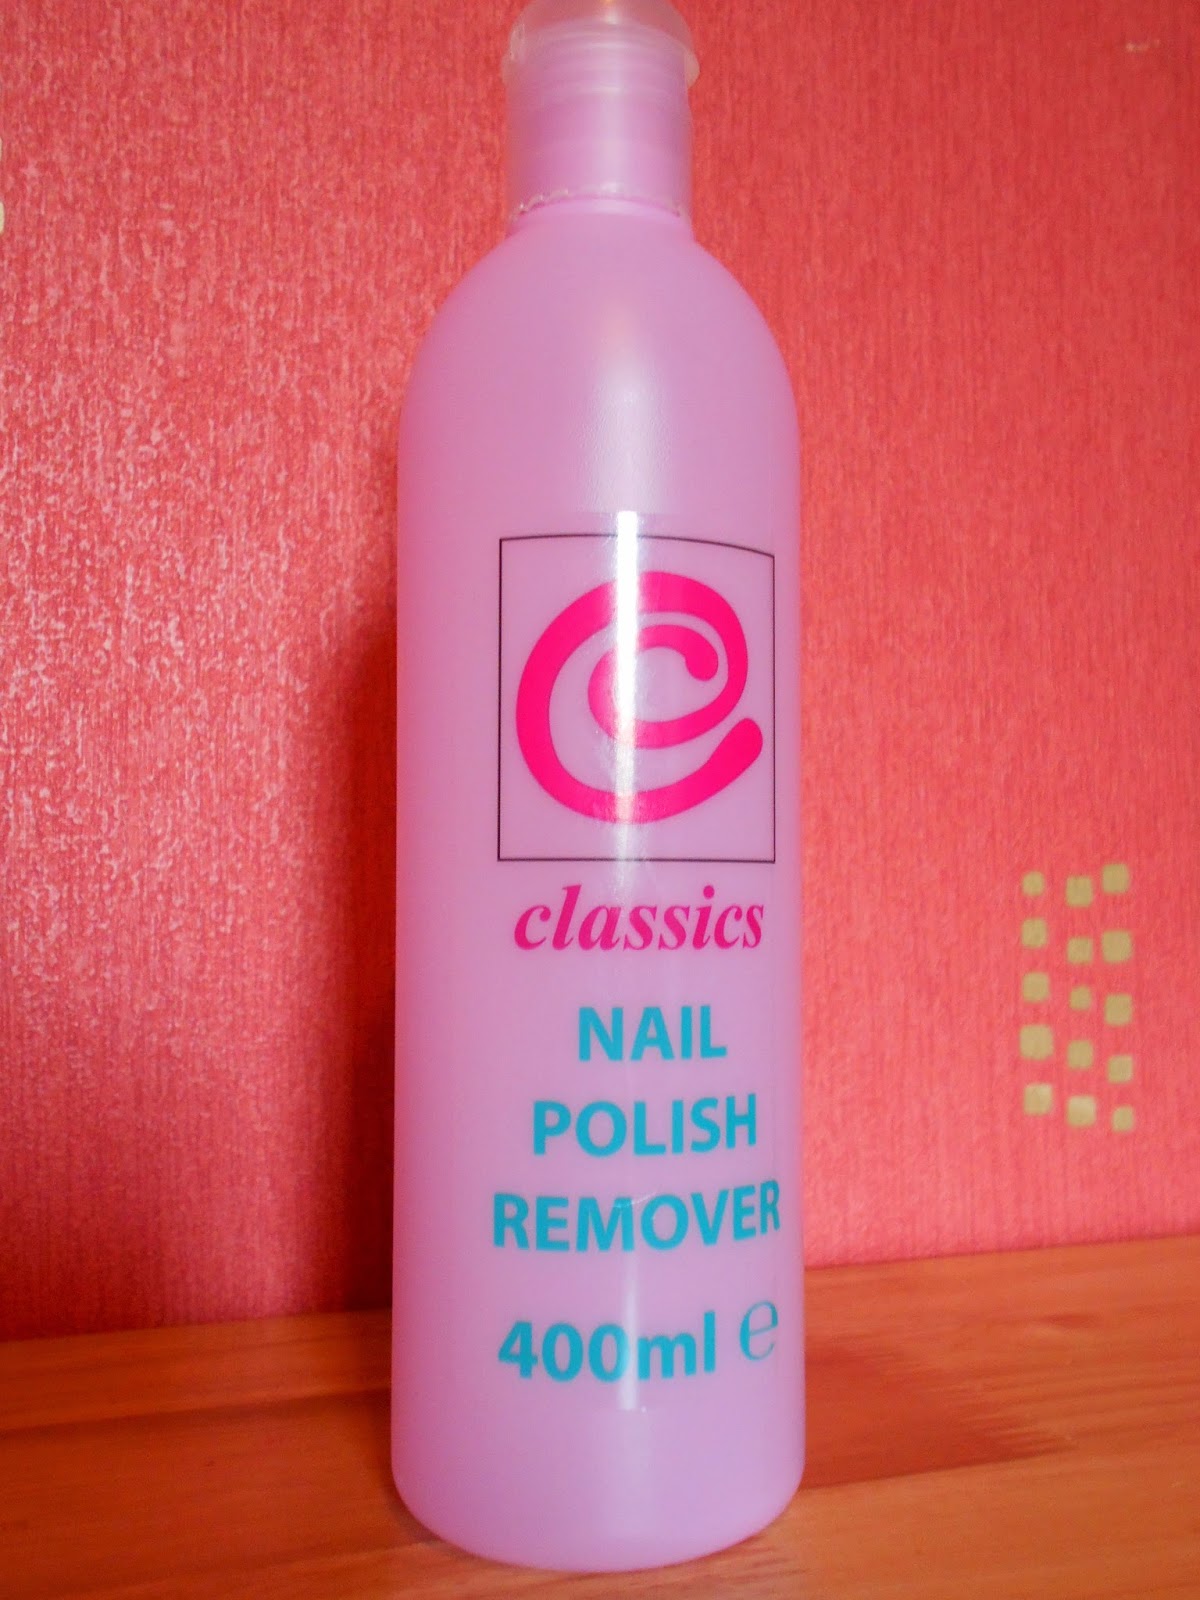 classics
NAIL
POLISH
REMOVER
400ml ℮